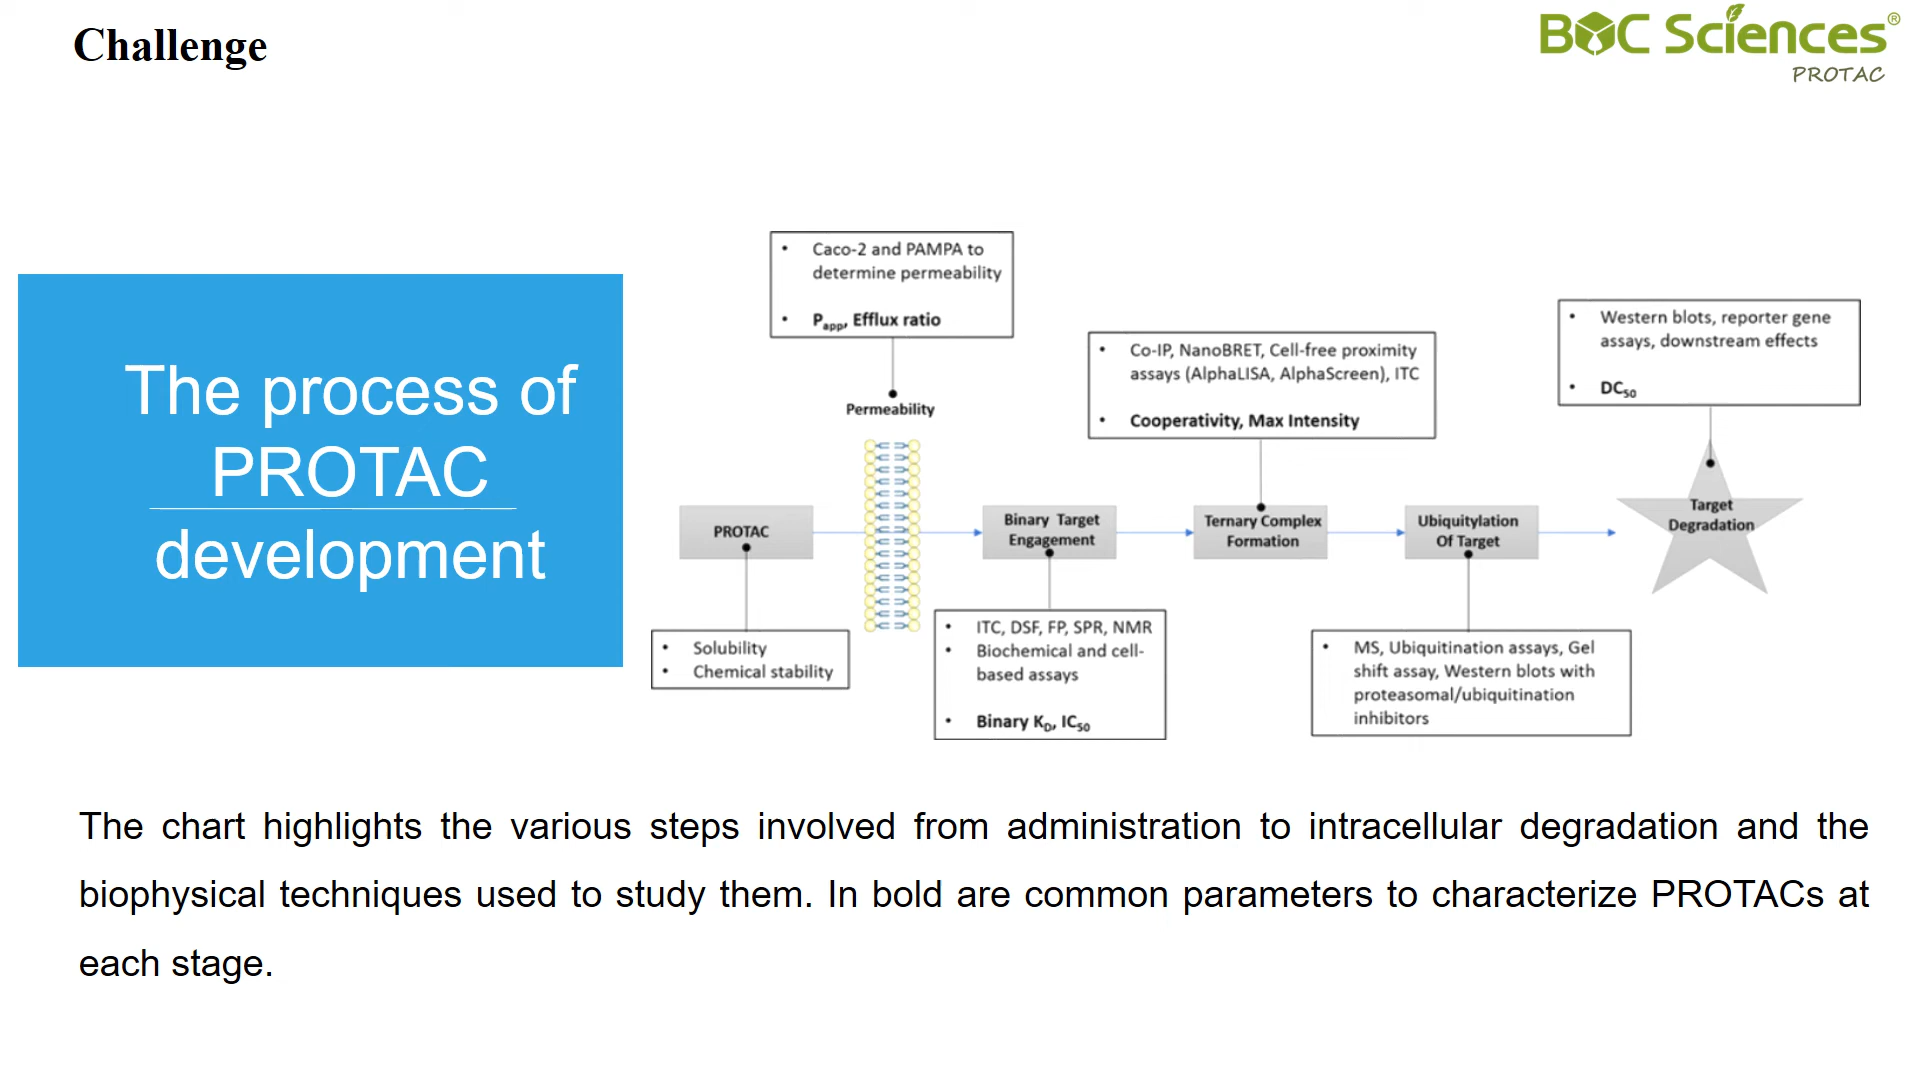 Challenge
BOC Sciences®
PROTAC
The process of
PROTAC
development
• Caco-2 and PAMPA to
determine permeability
• Papp, Efflux ratio
Permeability
• Co-IP, NanoBRET, Cell-free proximity
assays (AlphaLISA, AlphaScreen), ITC
• Cooperativity, Max Intensity
• Western blots, reporter gene
assays, downstream effects
• DC50
PROTAC
Binary Target
Engagement
Ternary Complex
Formation
Ubiquitylation
Of Target
Target
Degradation
• Solubility
• Chemical stability
• ITC, DSF, FP, SPR, NMR
• Biochemical and cell-
based assays
• Binary KD, IC50
• MS, Ubiquitination assays, Gel
shift assay, Western blots with
proteasomal/ubiquitination
inhibitors
The chart highlights the various steps involved from administration to intracellular degradation and the
biophysical techniques used to study them. In bold are common parameters to characterize PROTACs at
each stage.